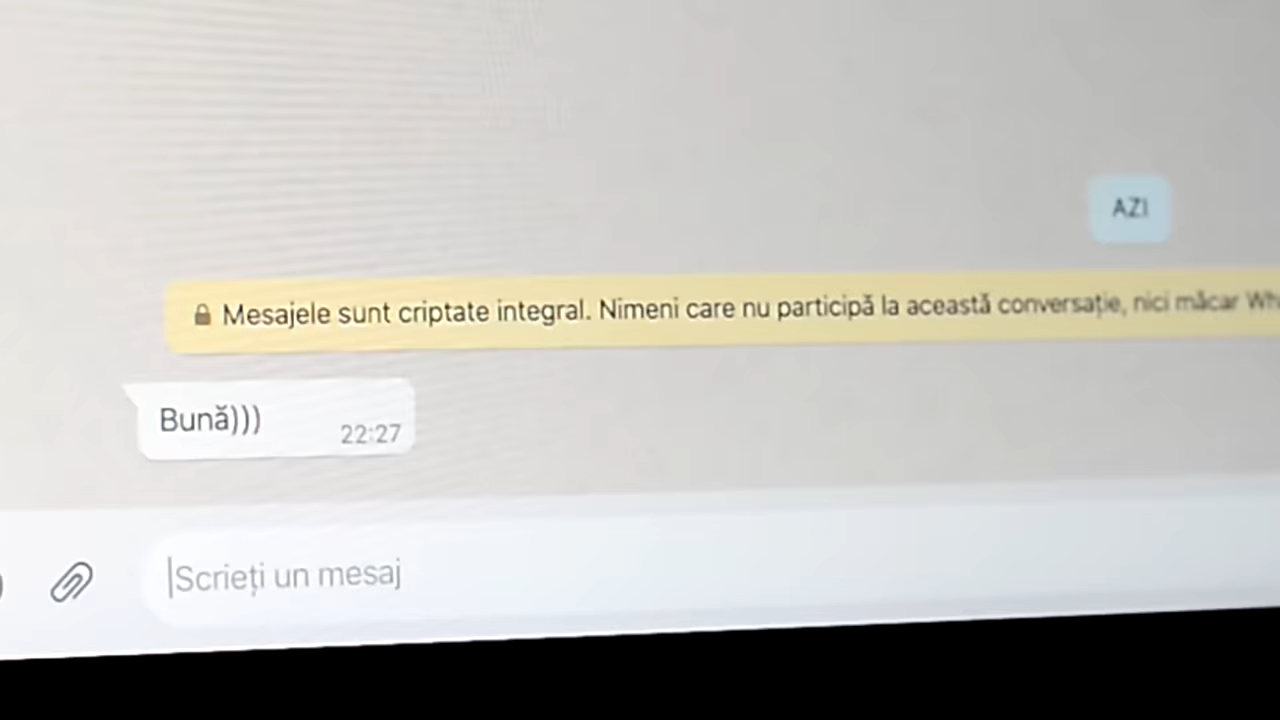 AZI
Mesajele sunt criptate integral. Nimeni care nu participă la această conversație, nici măcar
Bună)))
22:27
Scrieți un mesaj